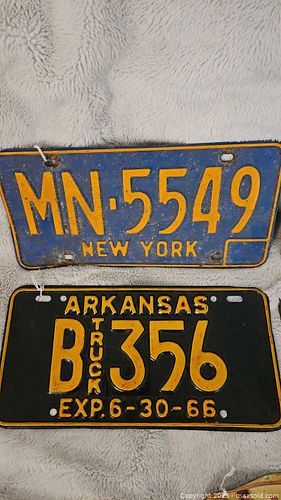 MN·5549
NEW YORK
ARKANSAS
B TRUCK 356
EXP. 6-30-66
Copyright 2025 - maxsold.com